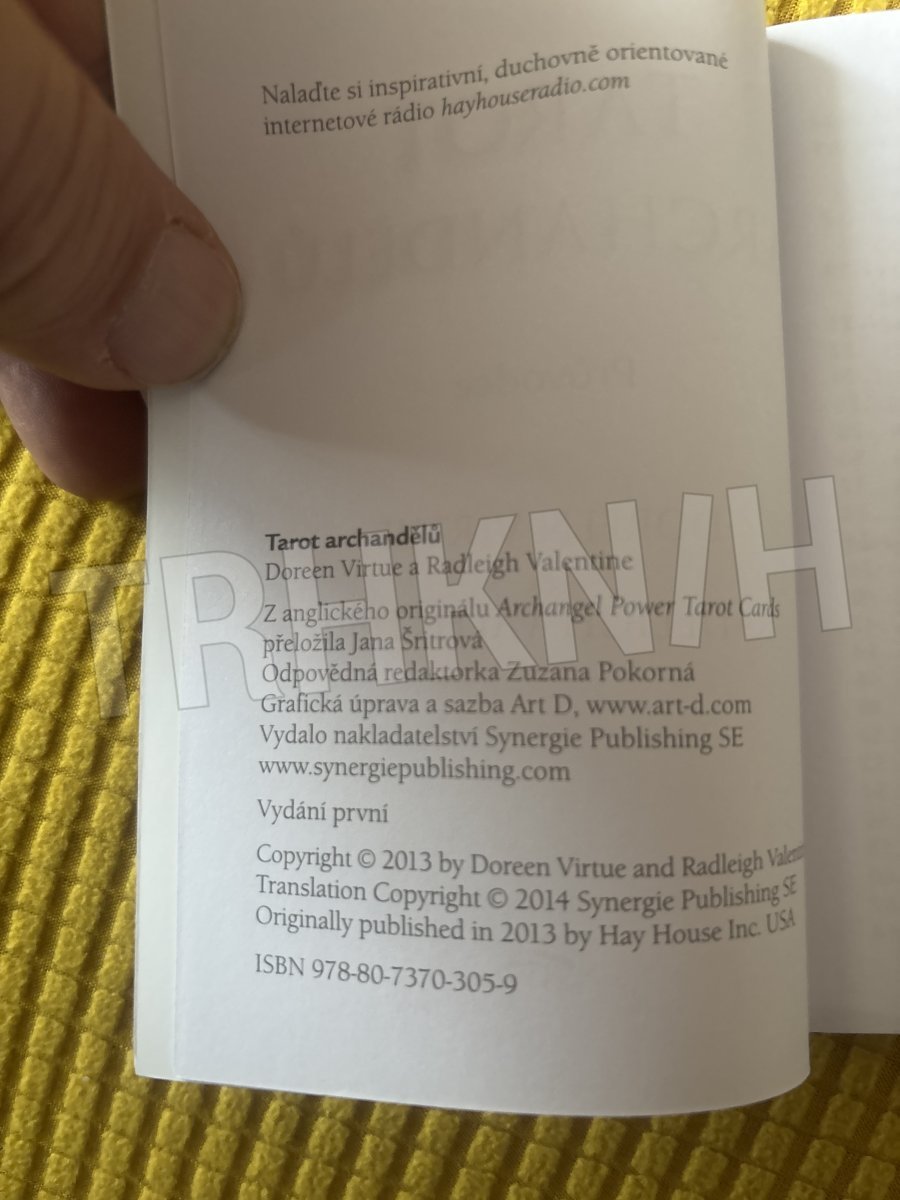 Nalaďte si inspirativní, duchovně orientované
internetové rádio hayhouseradio.com
Tarot archandělů
Doreen Virtue a Radleigh Valentine
Z anglického originálu Archangel Power Tarot Cards
přeložila Jana Šritrová
Odpovědná redaktorka Zuzana Pokorná
Grafická úprava a sazba Art D, www.art-d.com
Vydalo nakladatelství Synergie Publishing SE
www.synergiepublishing.com
Vydání první
Copyright © 2013 by Doreen Virtue and Radleigh
Translation Copyright © 2014 Synergie Publishing SE
Originally published in 2013 by Hay House Inc. USA
ISBN 978-80-7370-305-9